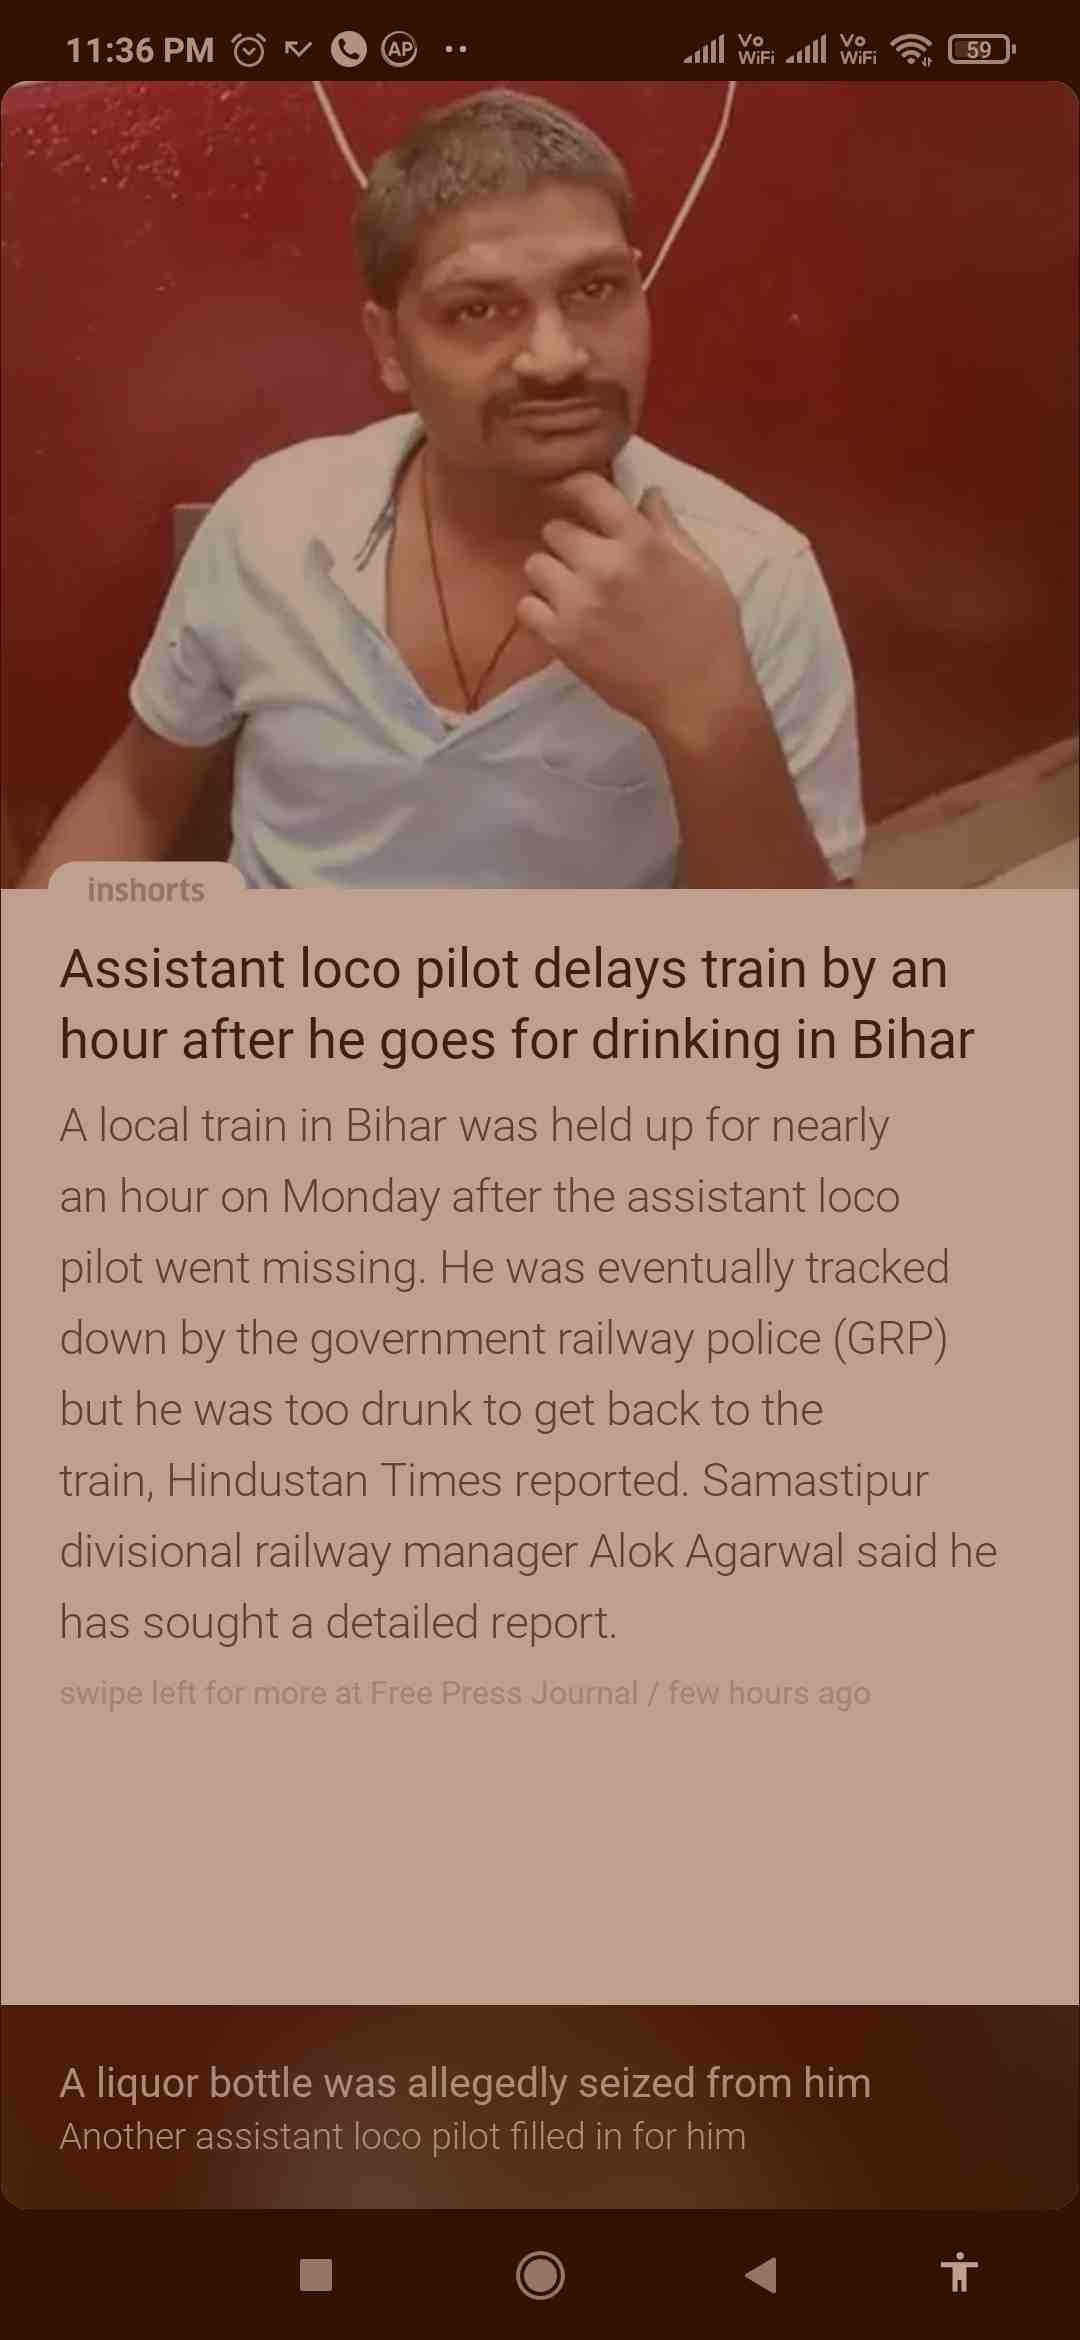 11:36 PM AP Vo WiFi Vo WiFi 59
inshorts
Assistant loco pilot delays train by an
hour after he goes for drinking in Bihar
A local train in Bihar was held up for nearly
an hour on Monday after the assistant loco
pilot went missing. He was eventually tracked
down by the government railway police (GRP)
but he was too drunk to get back to the
train, Hindustan Times reported. Samastipur
divisional railway manager Alok Agarwal said he
has sought a detailed report.
swipe left for more at Free Press Journal / few hours ago
A liquor bottle was allegedly seized from him
Another assistant loco pilot filled in for him